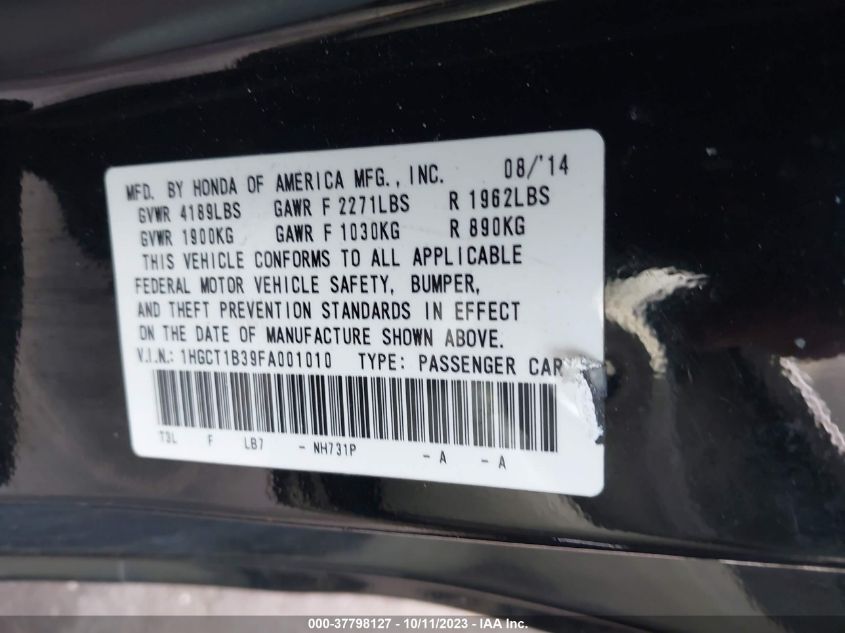 MFD. BY HONDA OF AMERICA MFG., INC. 08/'14
GVWR 4189LBS GAWR F 2271LBS R 1962LBS
GVWR 1900KG GAWR F 1030KG R 890KG
THIS VEHICLE CONFORMS TO ALL APPLICABLE
FEDERAL MOTOR VEHICLE SAFETY, BUMPER,
AND THEFT PREVENTION STANDARDS IN EFFECT
ON THE DATE OF MANUFACTURE SHOWN ABOVE.
V.I.N.: 1HGCT1B39FA001010 TYPE: PASSENGER CAR
T3L F LB7 - NH731P - A - A
000-37798127 - 10/11/2023 - IAA Inc.